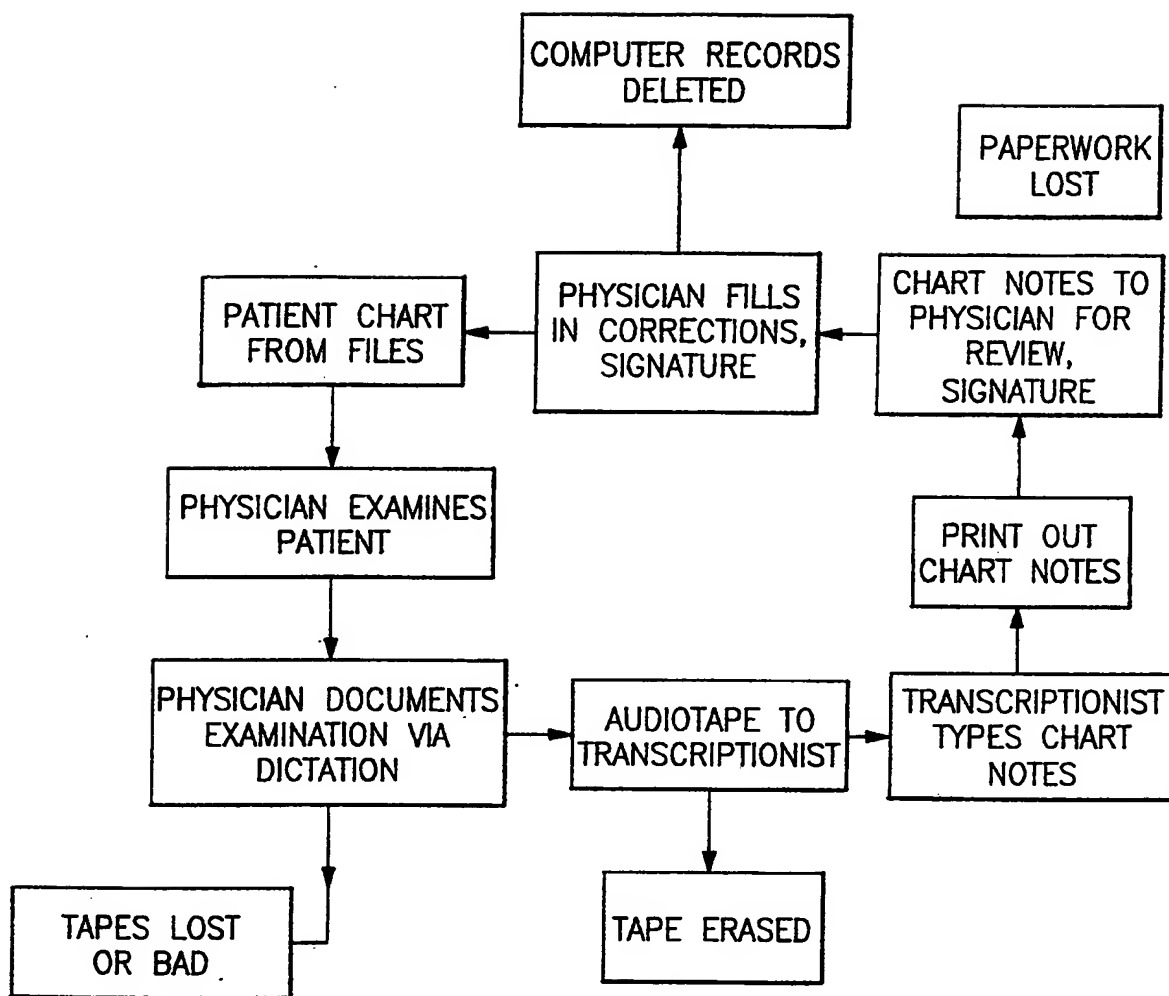 COMPUTER RECORDS
DELETED
PAPERWORK
LOST
PATIENT CHART
FROM FILES
PHYSICIAN FILLS
IN CORRECTIONS,
SIGNATURE
CHART NOTES TO
PHYSICIAN FOR
REVIEW,
SIGNATURE
PHYSICIAN EXAMINES
PATIENT
PRINT OUT
CHART NOTES
PHYSICIAN DOCUMENTS
EXAMINATION VIA
DICTATION
AUDIOTAPE TO
TRANSCRIPTIONIST
TRANSCRIPTIONIST
TYPES CHART
NOTES
TAPES LOST
OR BAD
TAPE ERASED